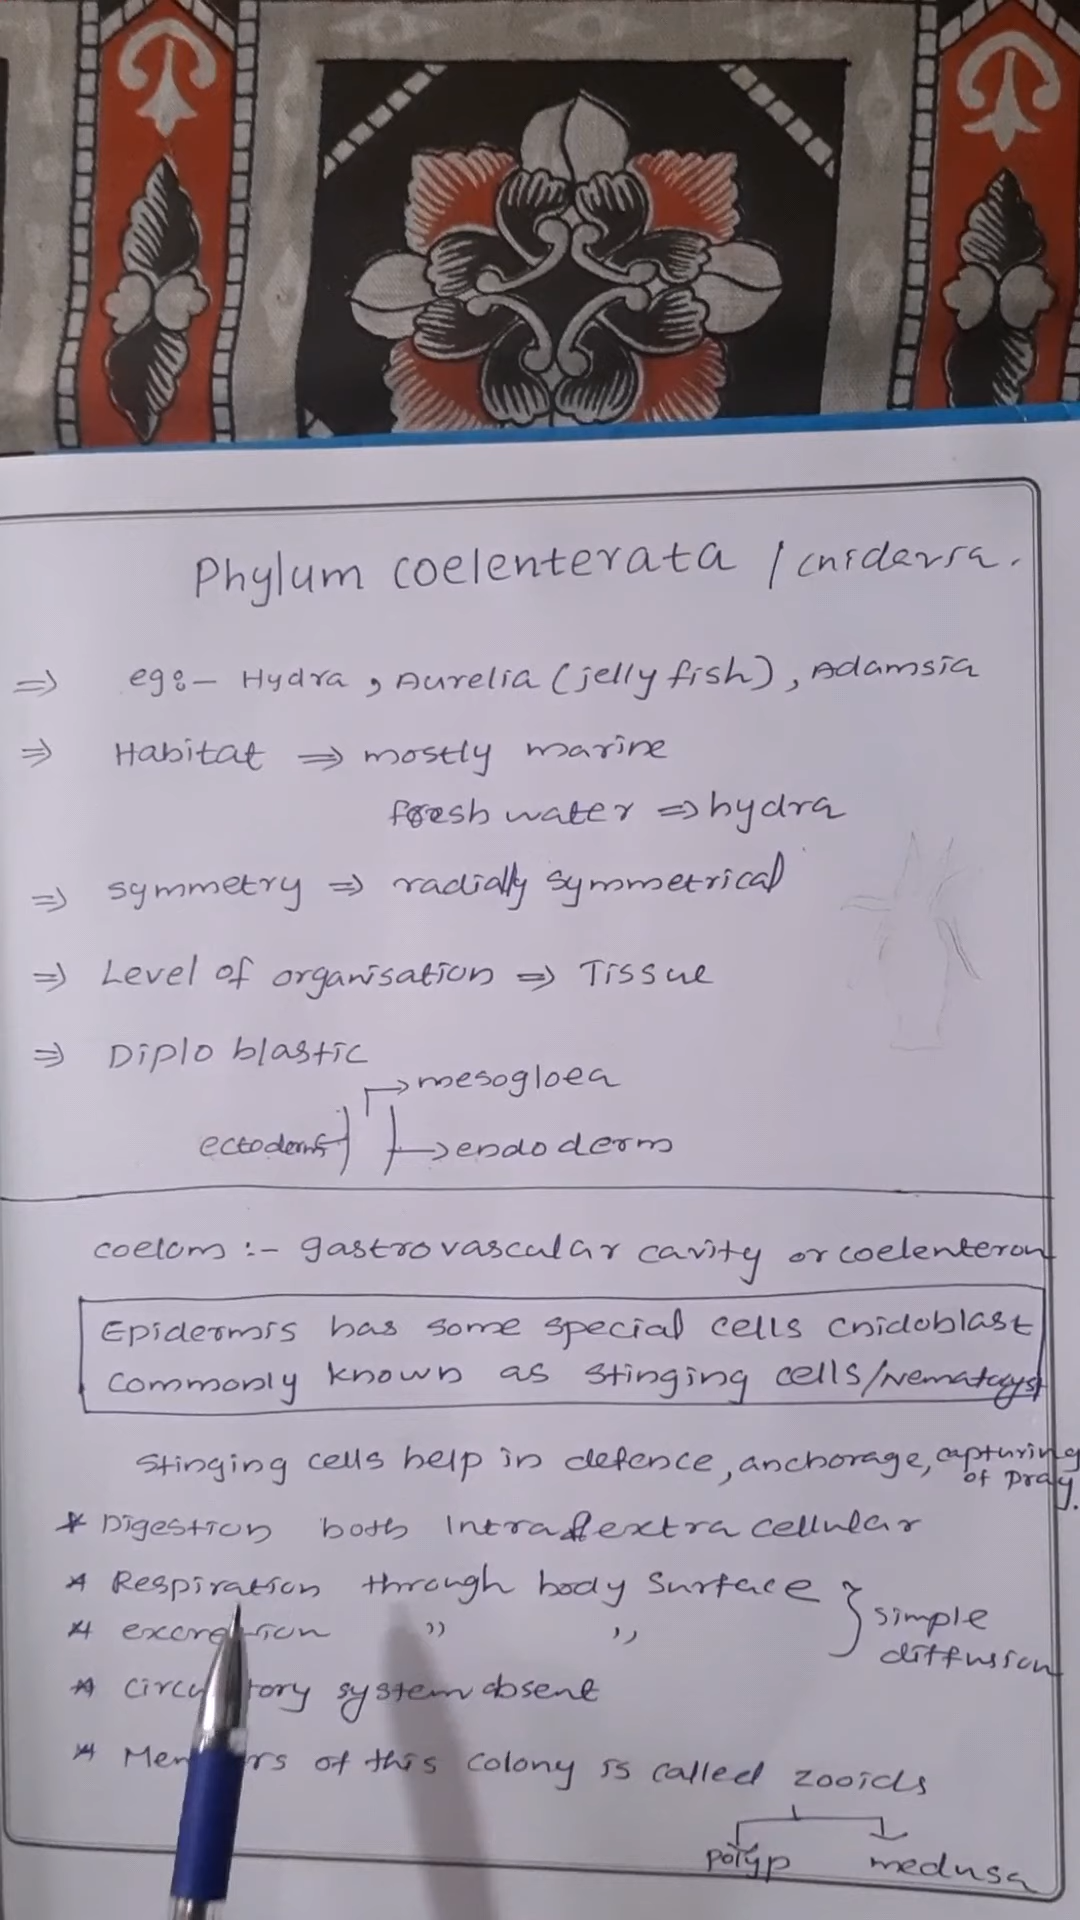 Phylum coelenterata / cnidaria.
⇒ eg:- Hydra, Aurelia (jelly fish), Adamsia
⇒ Habitat ⇒ mostly marine
fresh water ⇒ hydra
⇒ symmetry ⇒ radially symmetrical
⇒ Level of organisation ⇒ Tissue
⇒ Diplo blastic
→ mesogloea
ectoderm → endoderm
coelom :- gastrovascular cavity or coelenteron
Epidermis has some special cells cnidoblast
commonly known as stinging cells/Nematocyst
Stinging cells help in defence, anchorage, capturing
of pray.
* Digestion both Intra & extra cellular
* Respiration through body surface
* excretion ,, ,,
simple
diffusion
* circulatory system absent
* Members of this colony is called zooids
polyp medusa